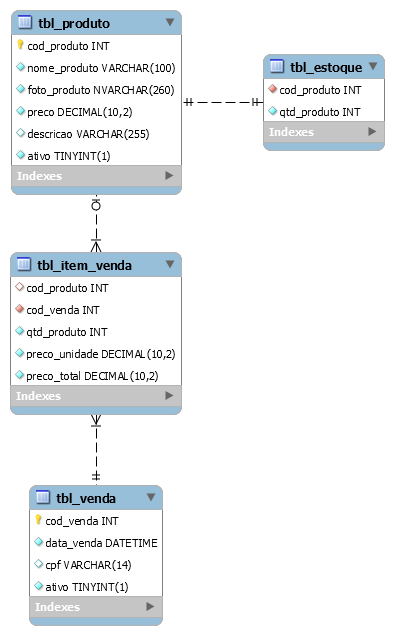 tbl_produto
cod_produto INT
nome_produto VARCHAR(100)
foto_produto NVARCHAR(260)
preco DECIMAL(10,2)
descricao VARCHAR(255)
ativo TINYINT(1)
Indexes
tbl_estoque
cod_produto INT
qtd_produto INT
Indexes
tbl_item_venda
cod_produto INT
cod_venda INT
qtd_produto INT
preco_unidade DECIMAL(10,2)
preco_total DECIMAL(10,2)
Indexes
tbl_venda
cod_venda INT
data_venda DATETIME
cpf VARCHAR(14)
ativo TINYINT(1)
Indexes